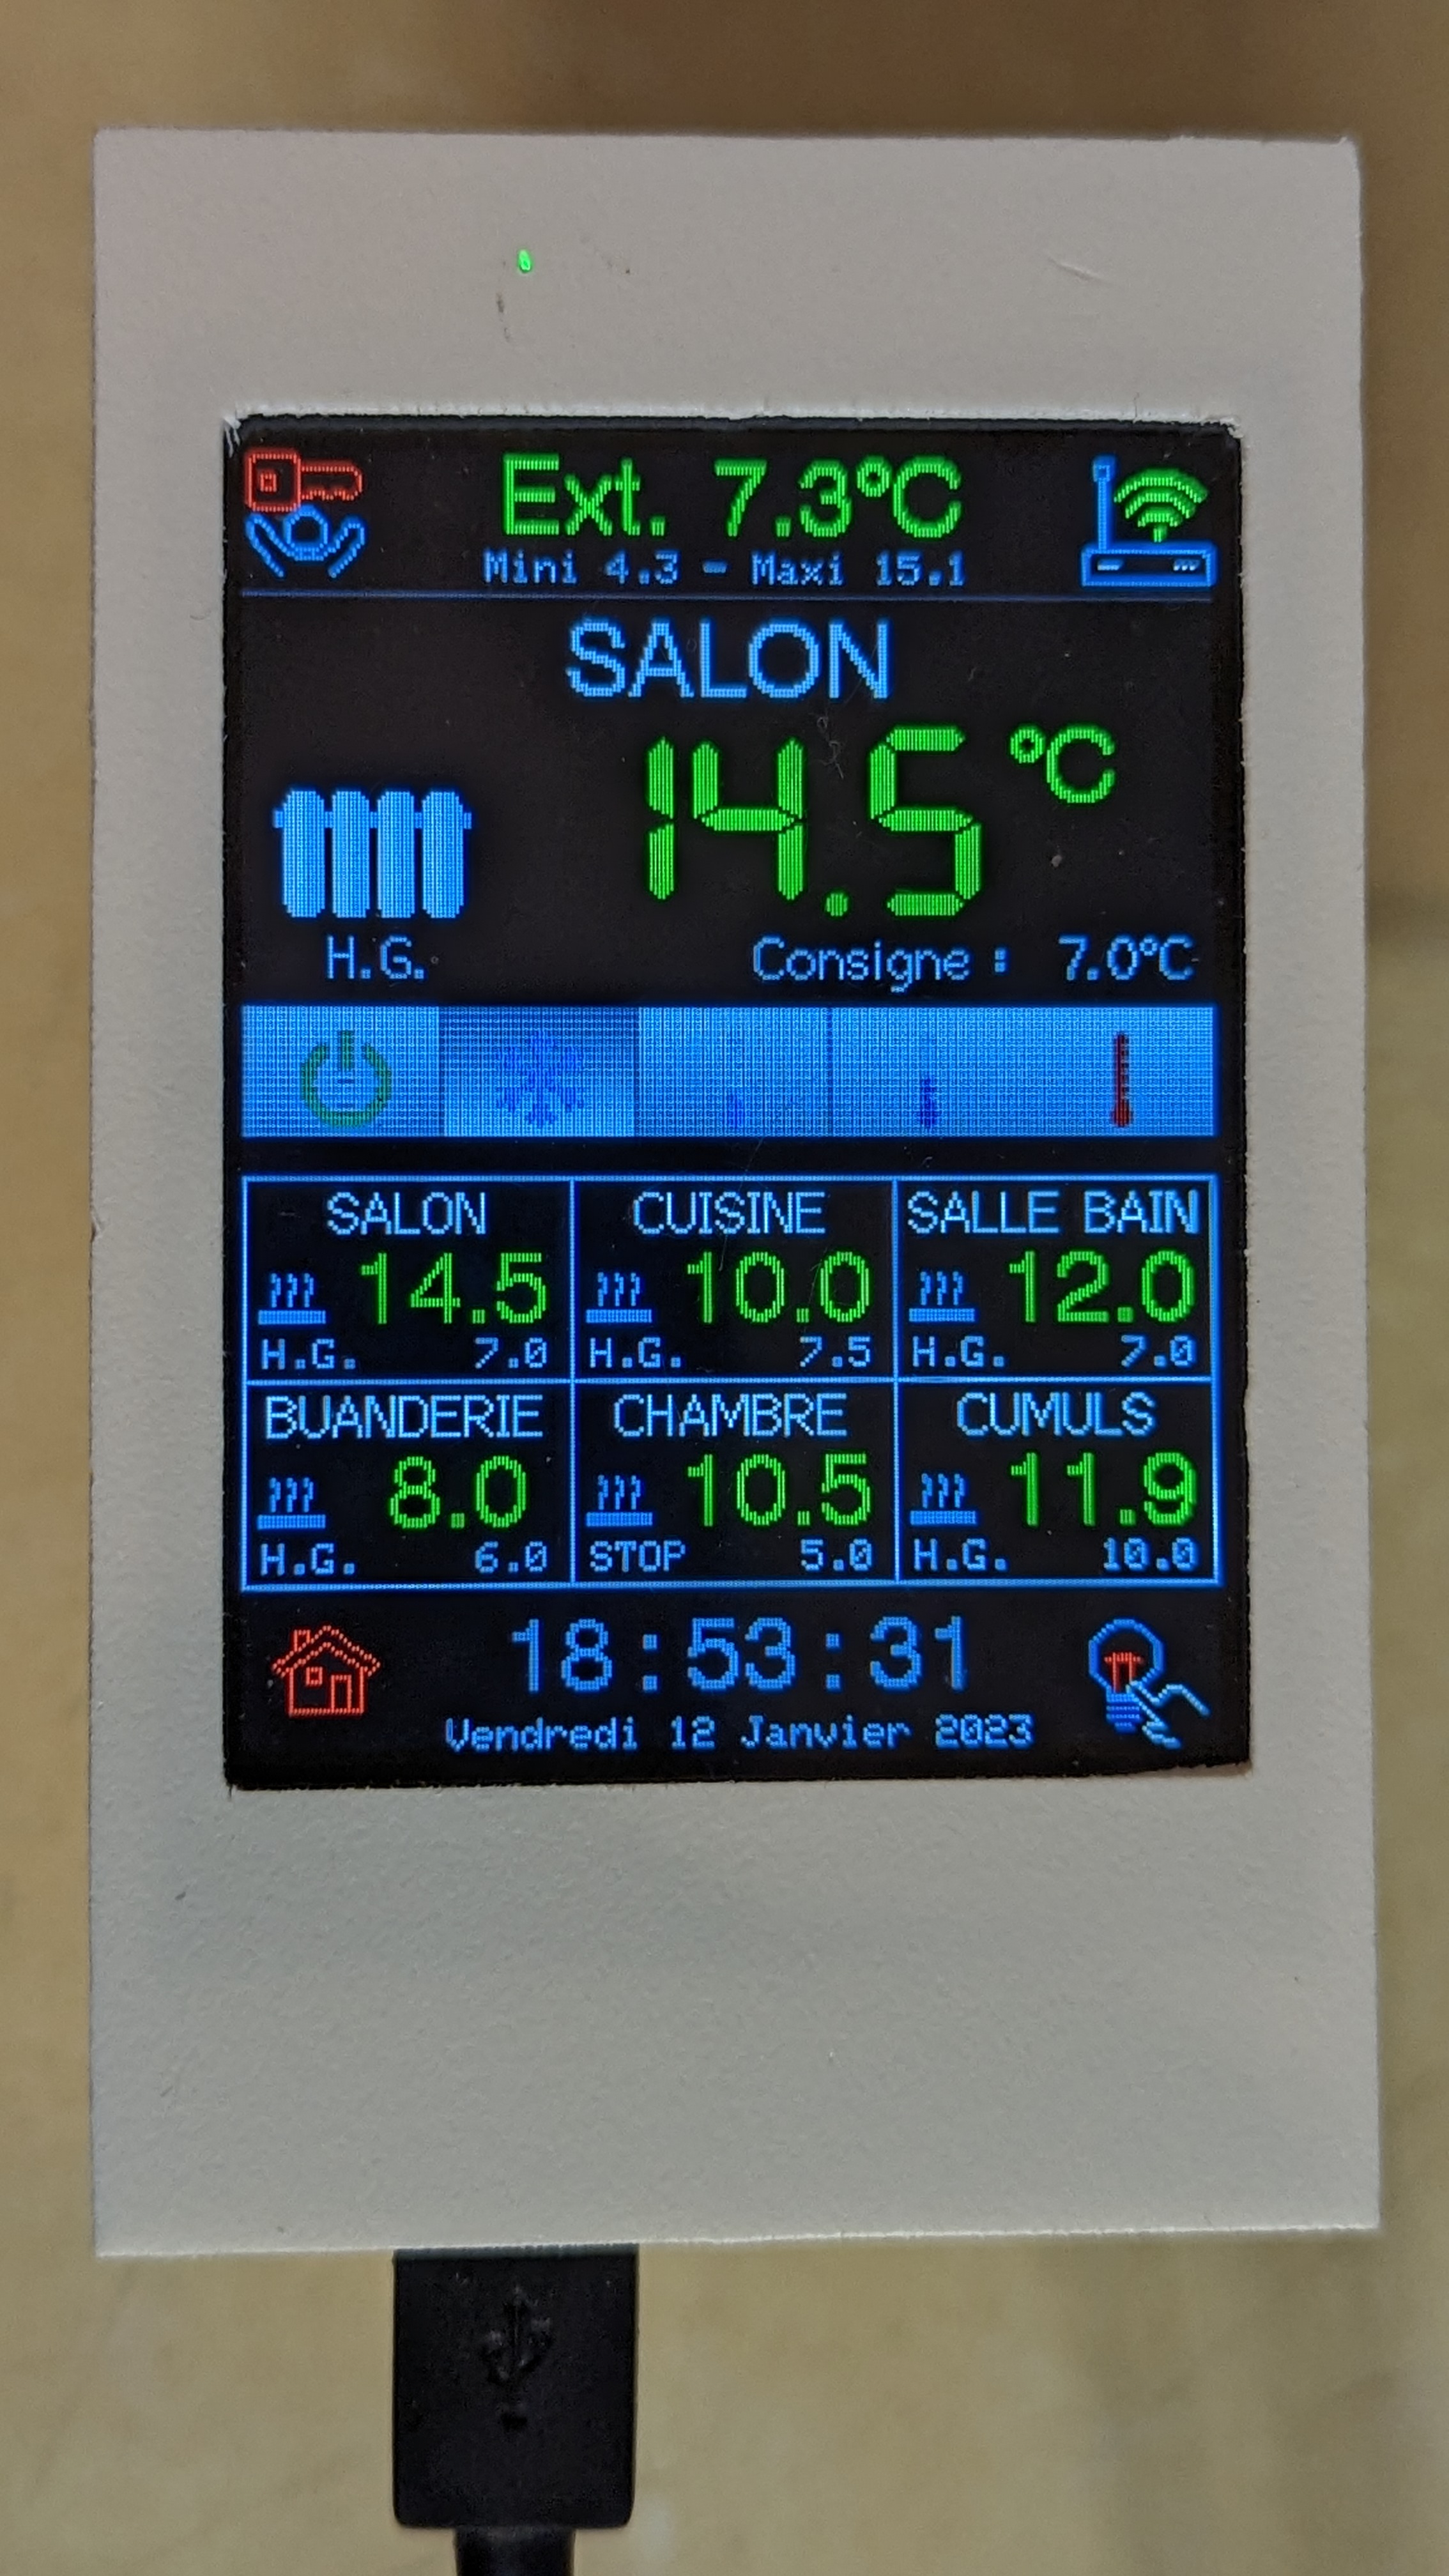 Ext. 7.3°C
Mini 4.3 - Maxi 15.1
SALON
14.5 °C
H.G. Consigne : 7.0°C
SALON CUISINE SALLE BAIN
14.5 10.0 12.0
H.G. 7.0 H.G. 7.5 H.G. 7.0
BUANDERIE CHAMBRE CUMULS
8.0 10.5 11.9
H.G. 6.0 STOP 5.0 H.G. 10.0
18:53:31
Vendredi 12 Janvier 2023